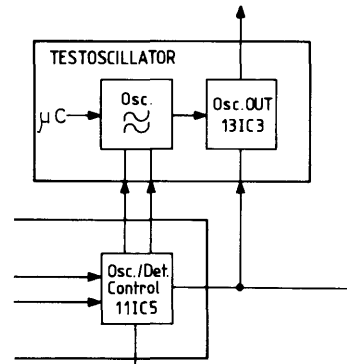 TESTOSCILLATOR
Osc.
μC
Osc.OUT
13IC3
Osc./Det.
Control
11IC5